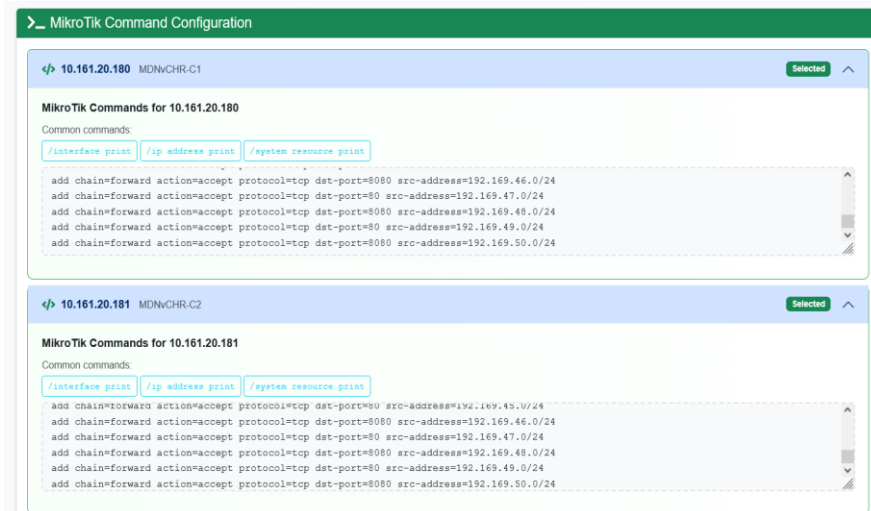 >_ MikroTik Command Configuration
</> 10.161.20.180 MDNvCHR-C1 Selected
MikroTik Commands for 10.161.20.180
Common commands:
/interface print /ip address print /system resource print
add chain=forward action=accept protocol=tcp dst-port=8080 src-address=192.169.46.0/24
add chain=forward action=accept protocol=tcp dst-port=80 src-address=192.169.47.0/24
add chain=forward action=accept protocol=tcp dst-port=8080 src-address=192.169.48.0/24
add chain=forward action=accept protocol=tcp dst-port=80 src-address=192.169.49.0/24
add chain=forward action=accept protocol=tcp dst-port=8080 src-address=192.169.50.0/24
</> 10.161.20.181 MDNvCHR-C2 Selected
MikroTik Commands for 10.161.20.181
Common commands:
/interface print /ip address print /system resource print
add chain=forward action=accept protocol=tcp dst-port=80 src-address=192.169.45.0/24
add chain=forward action=accept protocol=tcp dst-port=8080 src-address=192.169.46.0/24
add chain=forward action=accept protocol=tcp dst-port=80 src-address=192.169.47.0/24
add chain=forward action=accept protocol=tcp dst-port=8080 src-address=192.169.48.0/24
add chain=forward action=accept protocol=tcp dst-port=80 src-address=192.169.49.0/24
add chain=forward action=accept protocol=tcp dst-port=8080 src-address=192.169.50.0/24